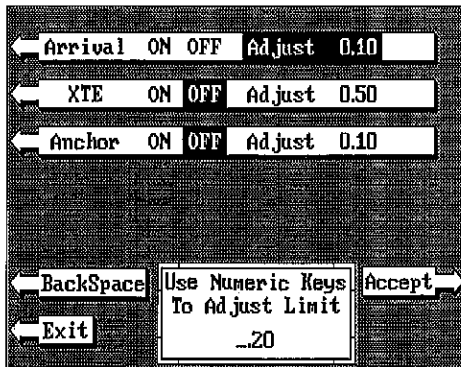 Arrival ON OFF Adjust 0.10
XTE ON OFF Adjust 0.50
Anchor ON OFF Adjust 0.10
BackSpace
Use Numeric Keys
To Adjust Limit
_.20
Accept
Exit